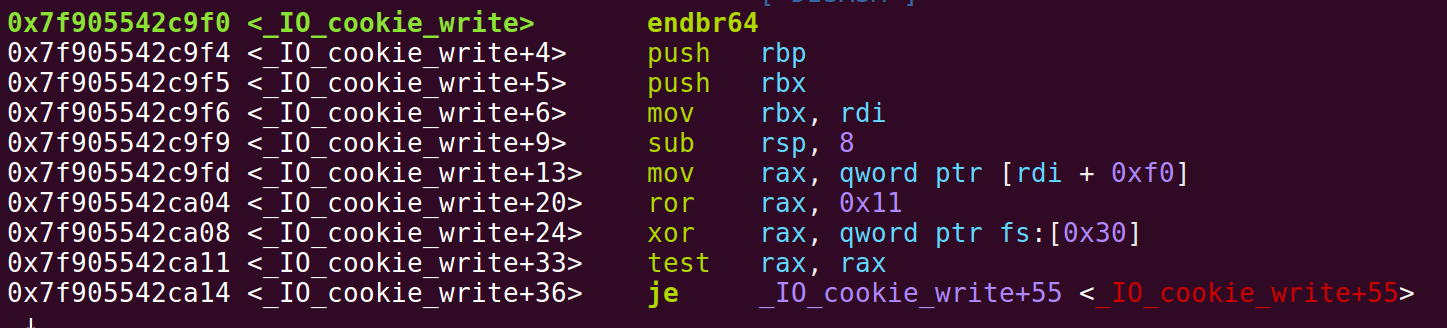 0x7f905542c9f0 <_IO_cookie_write> endbr64
0x7f905542c9f4 <_IO_cookie_write+4> push rbp
0x7f905542c9f5 <_IO_cookie_write+5> push rbx
0x7f905542c9f6 <_IO_cookie_write+6> mov rbx, rdi
0x7f905542c9f9 <_IO_cookie_write+9> sub rsp, 8
0x7f905542c9fd <_IO_cookie_write+13> mov rax, qword ptr [rdi + 0xf0]
0x7f905542ca04 <_IO_cookie_write+20> ror rax, 0x11
0x7f905542ca08 <_IO_cookie_write+24> xor rax, qword ptr fs:[0x30]
0x7f905542ca11 <_IO_cookie_write+33> test rax, rax
0x7f905542ca14 <_IO_cookie_write+36> je _IO_cookie_write+55 <_IO_cookie_write+55>